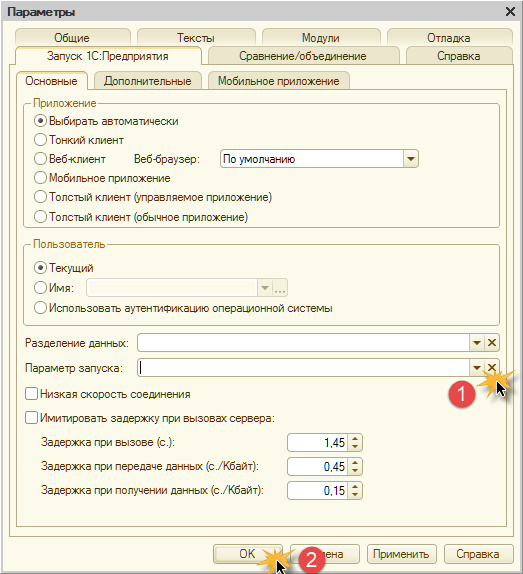 Параметры
Общие Тексты Модули Отладка
Запуск 1С:Предприятия Сравнение/объединение Справка
Основные Дополнительные Мобильное приложение
Приложение
Выбирать автоматически
Тонкий клиент
Веб-клиент Веб-браузер: По умолчанию
Мобильное приложение
Толстый клиент (управляемое приложение)
Толстый клиент (обычное приложение)
Пользователь
Текущий
Имя: ...
Использовать аутентификацию операционной системы
Разделение данных:
Параметр запуска:
1
Низкая скорость соединения
Имитировать задержку при вызовах сервера:
Задержка при вызове (с.): 1,45
Задержка при передаче данных (с./Кбайт): 0,45
Задержка при получении данных (с./Кбайт): 0,15
OK 2 мена Применить Справка